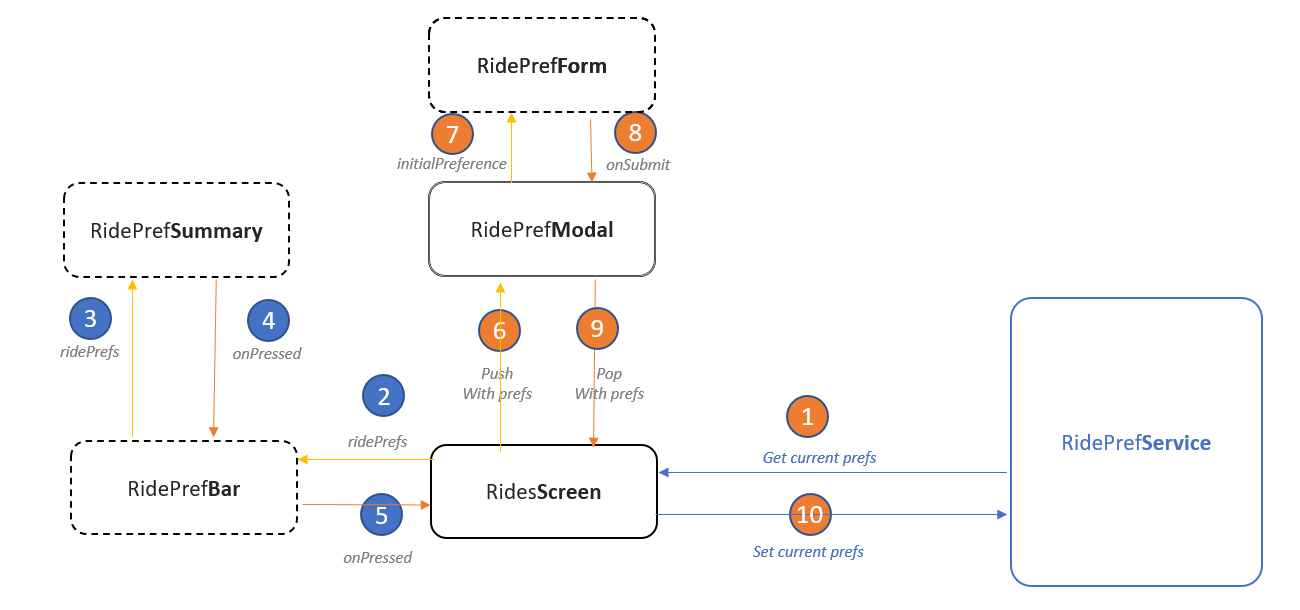 RidePrefForm
7
8
initialPreference
onSubmit
RidePrefSummary
RidePrefModal
3
4
ridePrefs
onPressed
6
9
Push
With prefs
Pop
With prefs
2
ridePrefs
1
Get current prefs
RidePrefService
RidePrefBar
RidesScreen
5
onPressed
10
Set current prefs